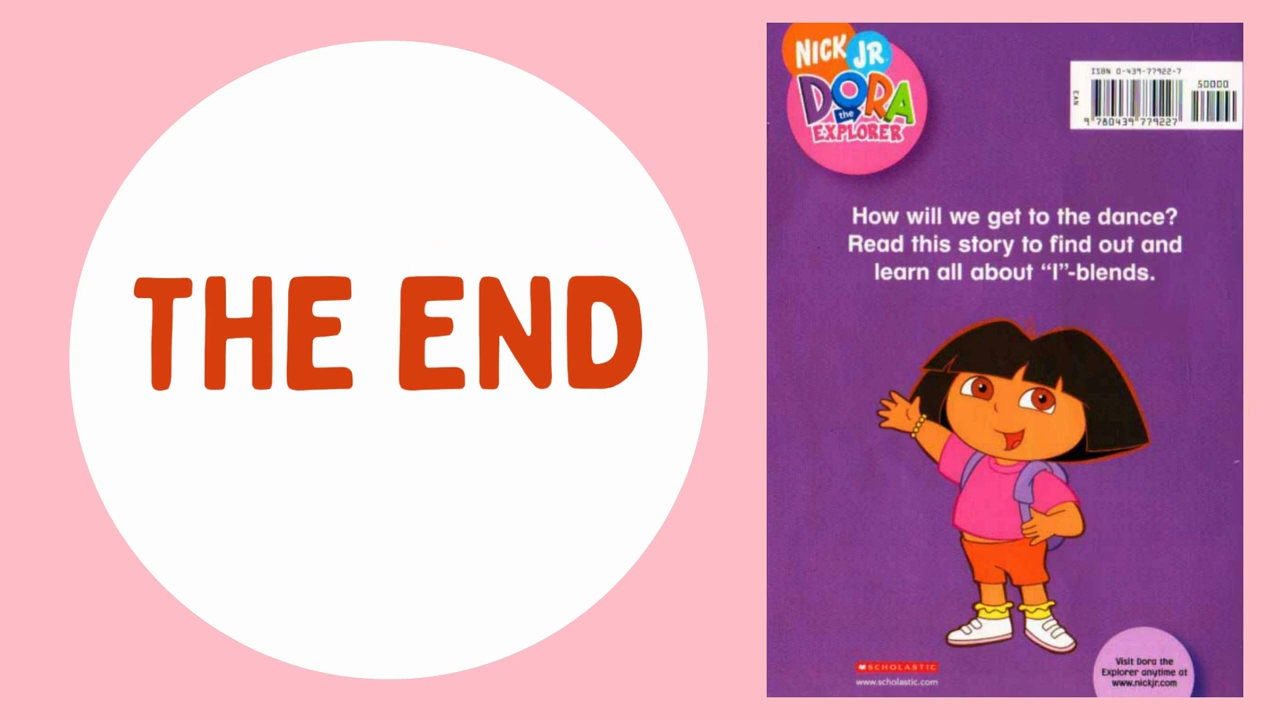 THE END
NICK JR.
DORA
the
EXPLORER
ISBN 0-439-77922-7
50000
EAN
9 780439 779227
How will we get to the dance?
Read this story to find out and
learn all about “l”-blends.
SCHOLASTIC
www.scholastic.com
Visit Dora the
Explorer anytime at
www.nickjr.com